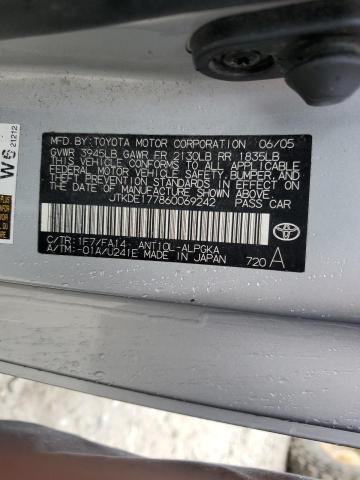 MFD.BY:TOYOTA MOTOR CORPORATION 06/05
GVWR 3945LB GAWR FR 2130LB RR 1835LB
THIS VEHICLE CONFORMS TO ALL APPLICABLE
FEDERAL MOTOR VEHICLE SAFETY, BUMPER, AND
THEFT PREVENTION STANDARDS IN EFFECT ON
THE DATE OF MANUFACTURE SHOWN ABOVE.
JTKDE177860069242 PASS CAR
C/TR:1F7/FA14 -ANT10L-ALPGKA
A/TM:-01A/U241E MADE IN JAPAN
720 A
W5
21212